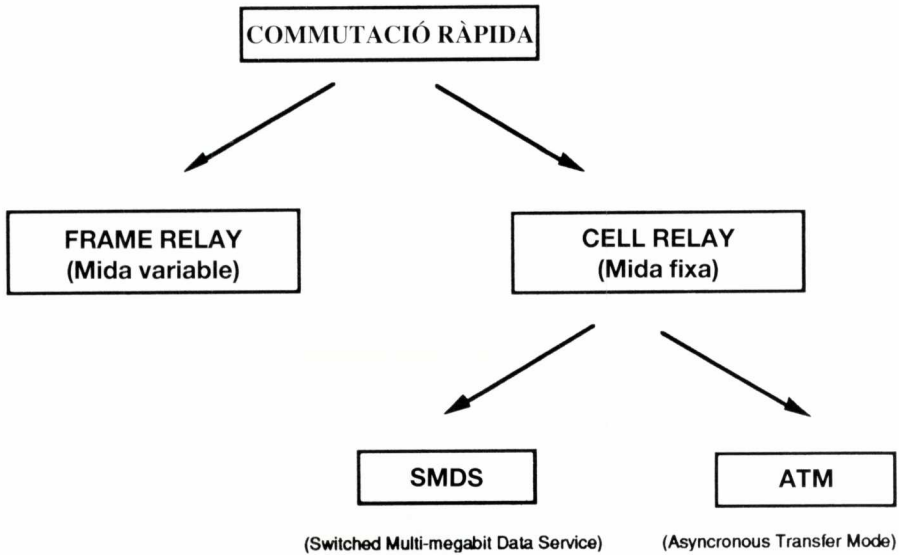 COMMUTACIÓ RÀPIDA
FRAME RELAY
(Mida variable)
CELL RELAY
(Mida fixa)
SMDS
ATM
(Switched Multi-megabit Data Service)
(Asyncronous Transfer Mode)